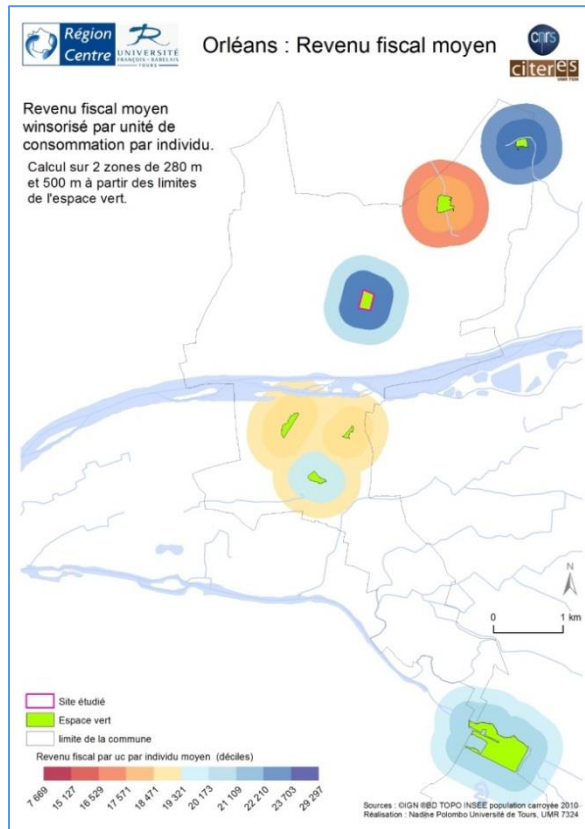 Région
Centre
UNIVERSITÉ
FRANÇOIS - RABELAIS
TOURS
Orléans : Revenu fiscal moyen
cnrs
citeres
UMR 7324
Revenu fiscal moyen
winsorisé par unité de
consommation par individu.
Calcul sur 2 zones de 280 m
et 500 m à partir des limites
de l'espace vert.
N
0 1 km
Site étudié
Espace vert
limite de la commune
Revenu fiscal par uc par individu moyen (déciles)
7 669 15 127 16 529 17 571 18 471 19 321 20 173 21 109 22 210 23 703 29 297
Sources : ©IGN ®BD TOPO INSEE population carroyée 2010
Réalisation : Nadine Polombo Université de Tours, UMR 7324